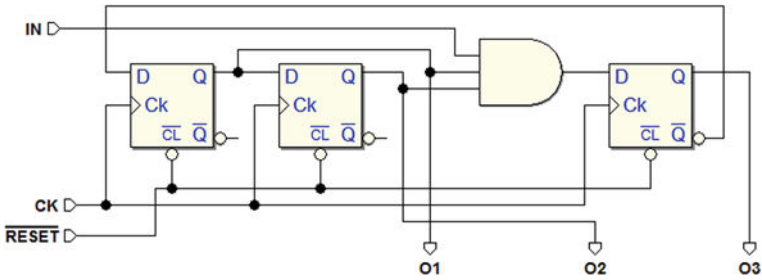 IN
D Q D Q D Q
Ck Ck Ck
CL Q CL Q CL Q
CK
RESET
O1 O2 O3